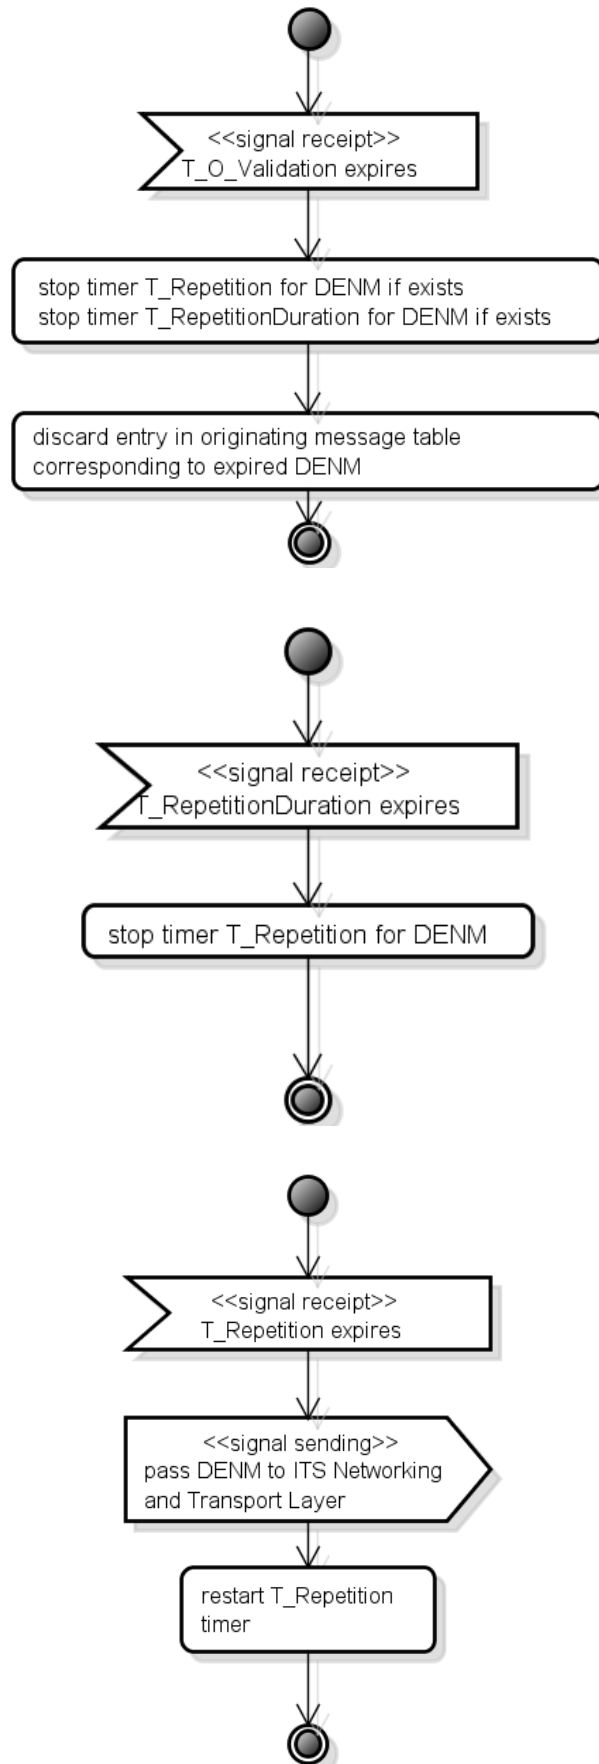 <<signal receipt>>
T_O_Validation expires
stop timer T_Repetition for DENM if exists
stop timer T_RepetitionDuration for DENM if exists
discard entry in originating message table
corresponding to expired DENM
<<signal receipt>>
T_RepetitionDuration expires
stop timer T_Repetition for DENM
<<signal receipt>>
T_Repetition expires
<<signal sending>>
pass DENM to ITS Networking
and Transport Layer
restart T_Repetition
timer